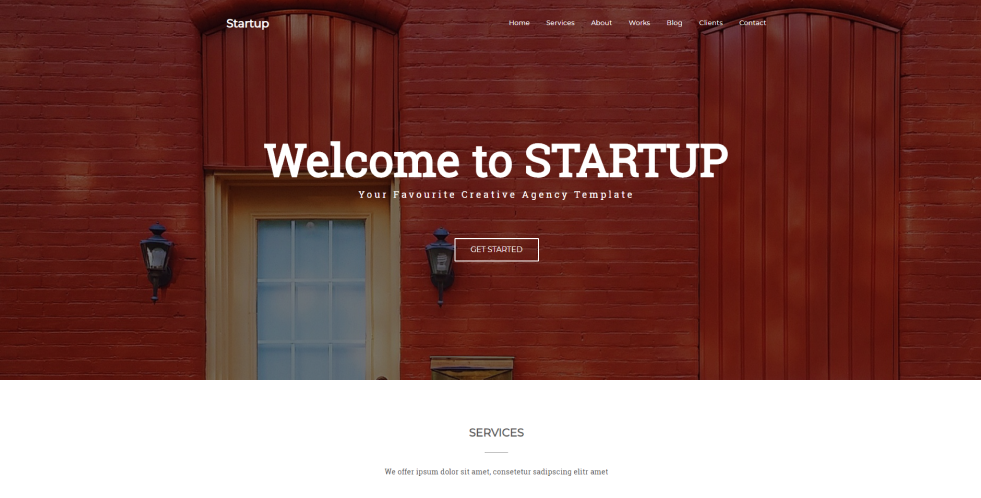 Startup
Home Services About Works Blog Clients Contact
Welcome to STARTUP
Your Favourite Creative Agency Template
GET STARTED
SERVICES
We offer ipsum dolor sit amet, consetetur sadipscing elitr amet